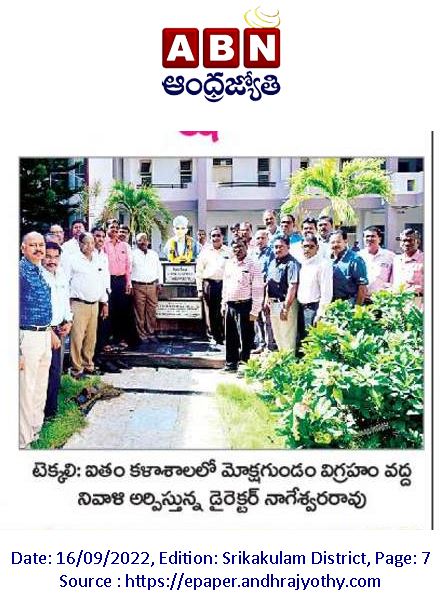 ABN
ఆంధ్రజ్యోతి
టెక్కలి: ఐతం కళాశాలలో మోక్షగుండం విగ్రహం వద్ద
నివాళి అర్పిస్తున్న డైరెక్టర్ నాగేశ్వరరావు
Date: 16/09/2022, Edition: Srikakulam District, Page: 7
Source : https://epaper.andhrajyothy.com